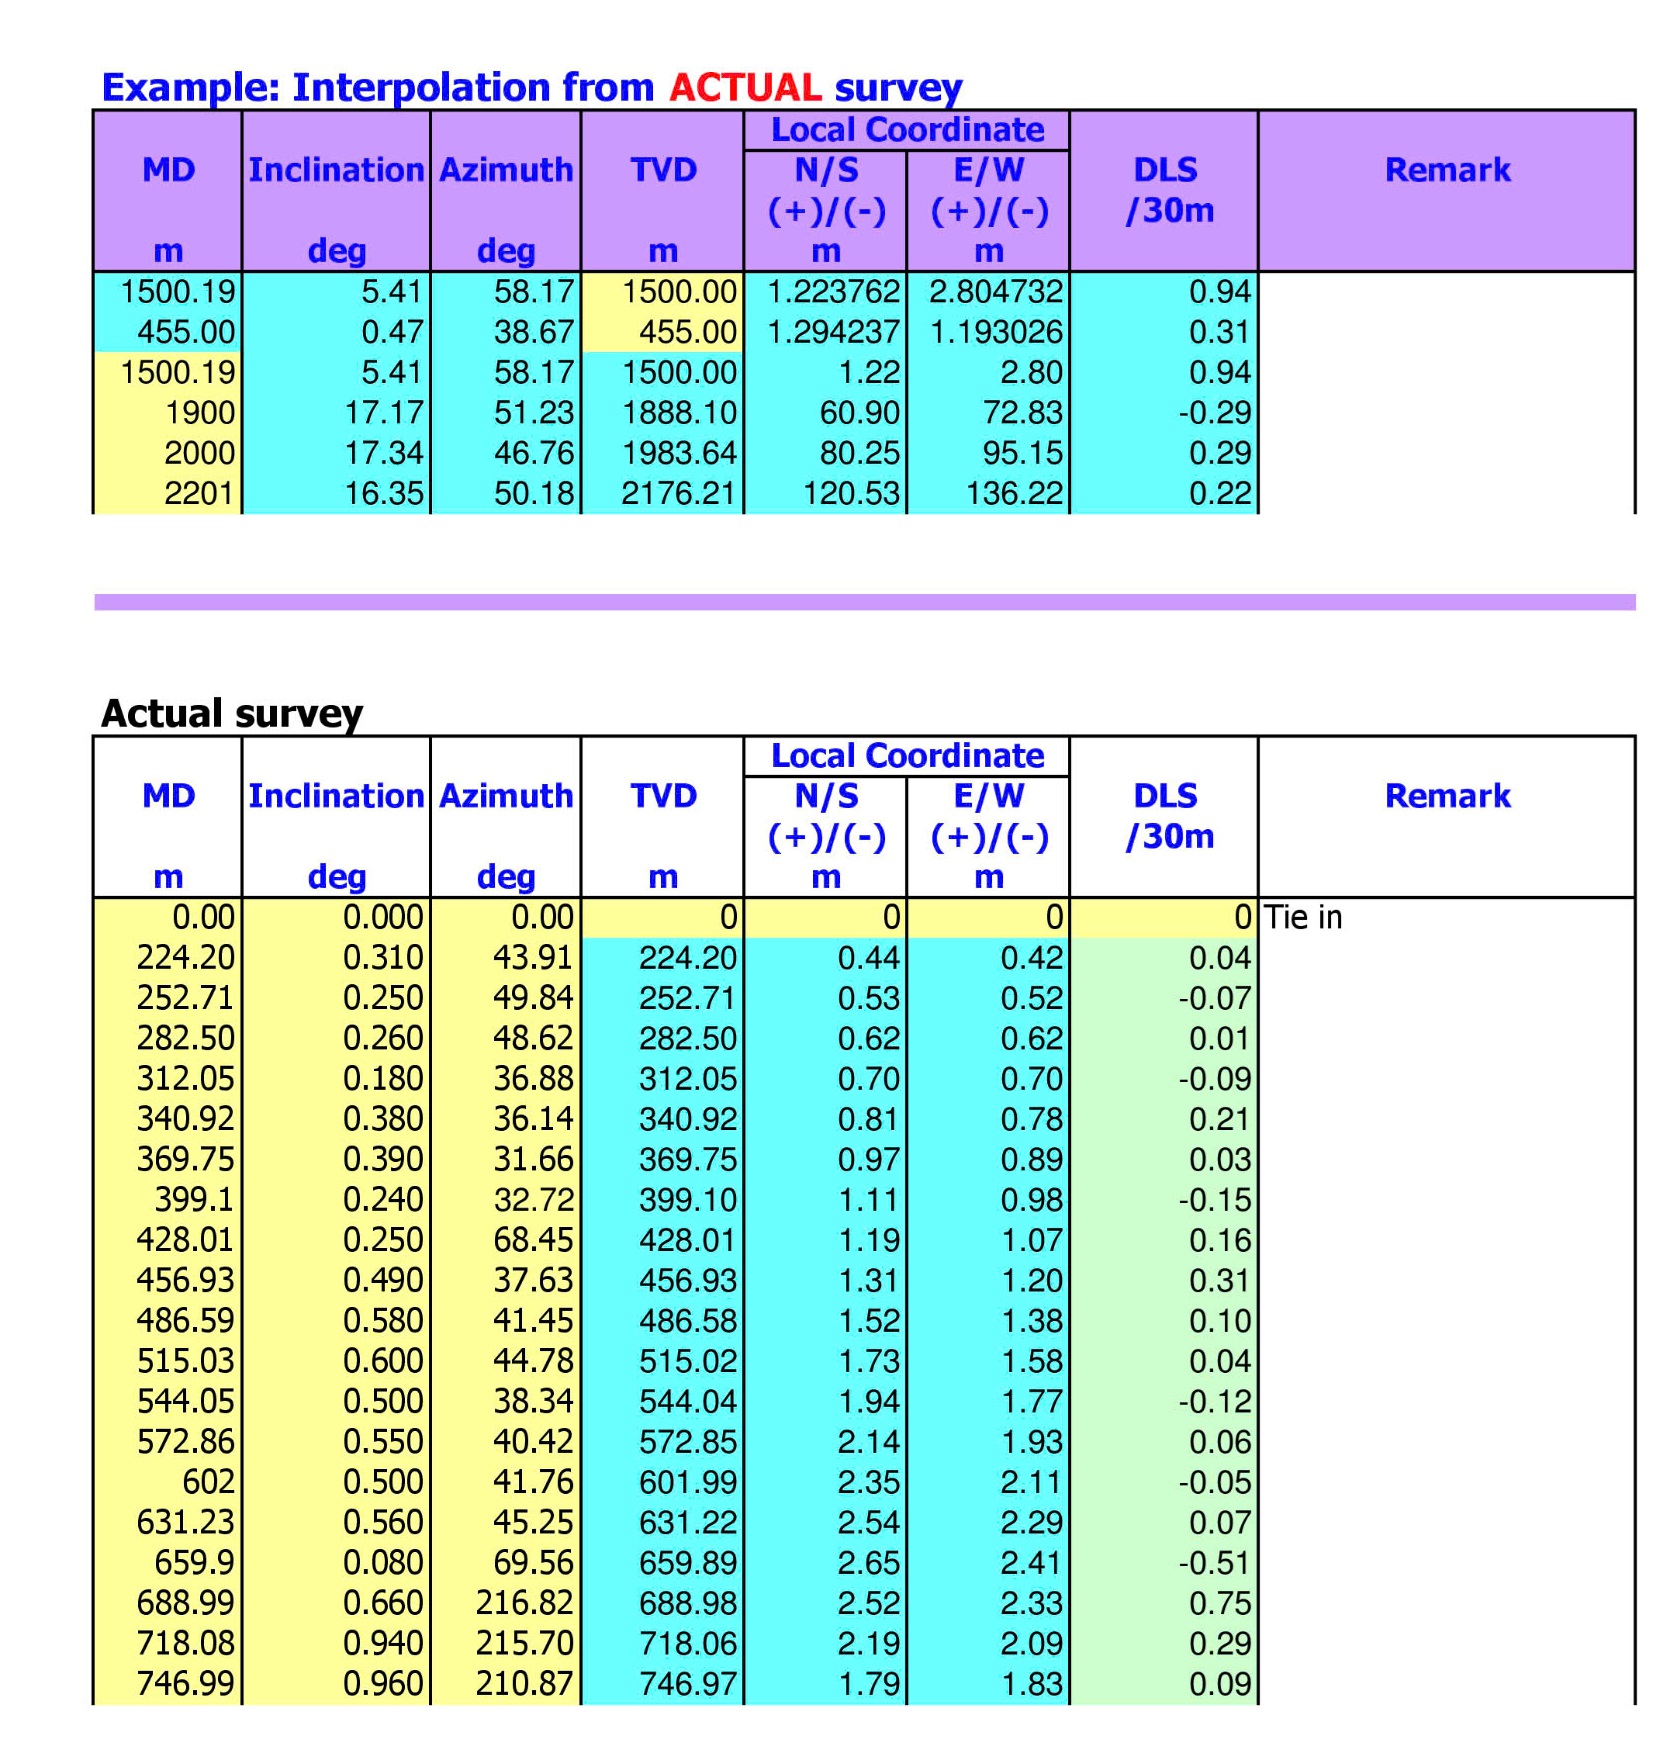 Example: Interpolation from ACTUAL survey
Local Coordinate
MD Inclination Azimuth TVD N/S E/W DLS Remark
(+)/(-) (+)/(-) /30m
m deg deg m m m
1500.19 5.41 58.17 1500.00 1.223762 2.804732 0.94
455.00 0.47 38.67 455.00 1.294237 1.193026 0.31
1500.19 5.41 58.17 1500.00 1.22 2.80 0.94
1900 17.17 51.23 1888.10 60.90 72.83 -0.29
2000 17.34 46.76 1983.64 80.25 95.15 0.29
2201 16.35 50.18 2176.21 120.53 136.22 0.22
Actual survey
Local Coordinate
MD Inclination Azimuth TVD N/S E/W DLS Remark
(+)/(-) (+)/(-) /30m
m deg deg m m m
0.00 0.000 0.00 0 0 0 0 Tie in
224.20 0.310 43.91 224.20 0.44 0.42 0.04
252.71 0.250 49.84 252.71 0.53 0.52 -0.07
282.50 0.260 48.62 282.50 0.62 0.62 0.01
312.05 0.180 36.88 312.05 0.70 0.70 -0.09
340.92 0.380 36.14 340.92 0.81 0.78 0.21
369.75 0.390 31.66 369.75 0.97 0.89 0.03
399.1 0.240 32.72 399.10 1.11 0.98 -0.15
428.01 0.250 68.45 428.01 1.19 1.07 0.16
456.93 0.490 37.63 456.93 1.31 1.20 0.31
486.59 0.580 41.45 486.58 1.52 1.38 0.10
515.03 0.600 44.78 515.02 1.73 1.58 0.04
544.05 0.500 38.34 544.04 1.94 1.77 -0.12
572.86 0.550 40.42 572.85 2.14 1.93 0.06
602 0.500 41.76 601.99 2.35 2.11 -0.05
631.23 0.560 45.25 631.22 2.54 2.29 0.07
659.9 0.080 69.56 659.89 2.65 2.41 -0.51
688.99 0.660 216.82 688.98 2.52 2.33 0.75
718.08 0.940 215.70 718.06 2.19 2.09 0.29
746.99 0.960 210.87 746.97 1.79 1.83 0.09